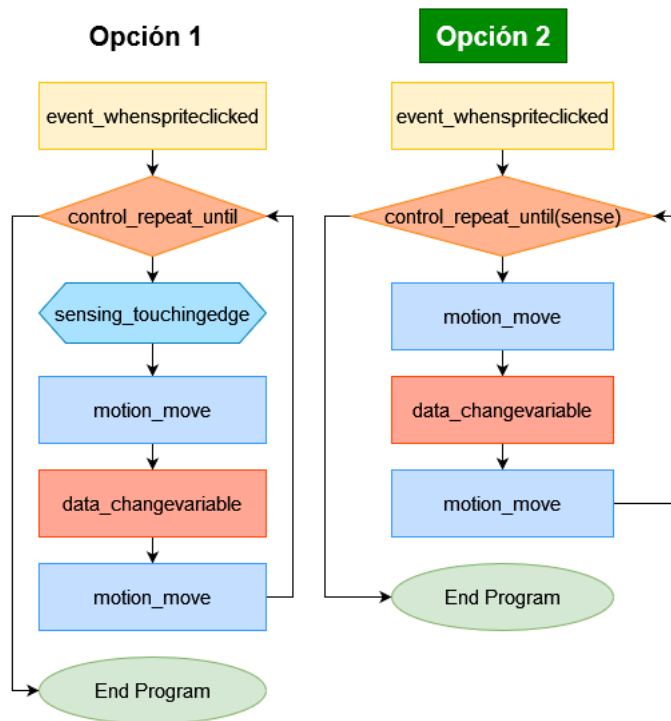 Opción 1
event_whenspriteclicked
control_repeat_until
sensing_touchingedge
motion_move
data_changevariable
motion_move
End Program
Opción 2
event_whenspriteclicked
control_repeat_until(sense)
motion_move
data_changevariable
motion_move
End Program